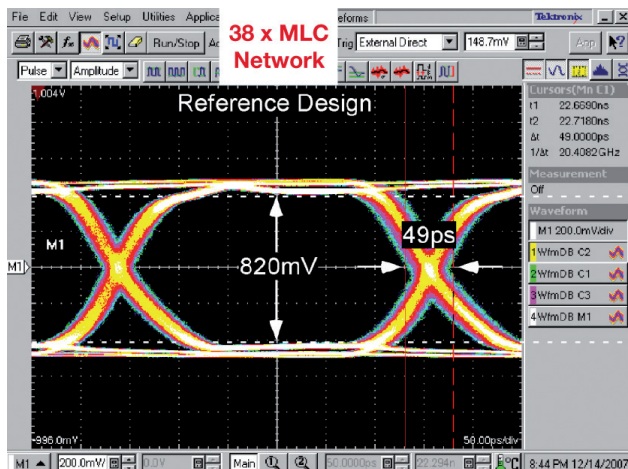 File Edit View Setup Utilities Applica
38 x MLC
Network
eforms
Tektronix
Run/Stop
Trig External Direct 148.7mV
App
Pulse Amplitude
1.004V
Reference Design
M1
820mV
49ps
M1
-996.0mV
50.00ps/div
Cursors(Mn C1)
t1 22.6690ns
t2 22.7180ns
Δt 49.0000ps
1/Δt 20.4082GHz
Measurement
Off
Waveform
M1 200.0mV/div
1 WfmDB C2
2 WfmDB C1
3 WfmDB C3
4 WfmDB M1
M1 200.0mV/ 0.0V Main 50.0000ps 22.294n °C 8:44 PM 12/14/2007